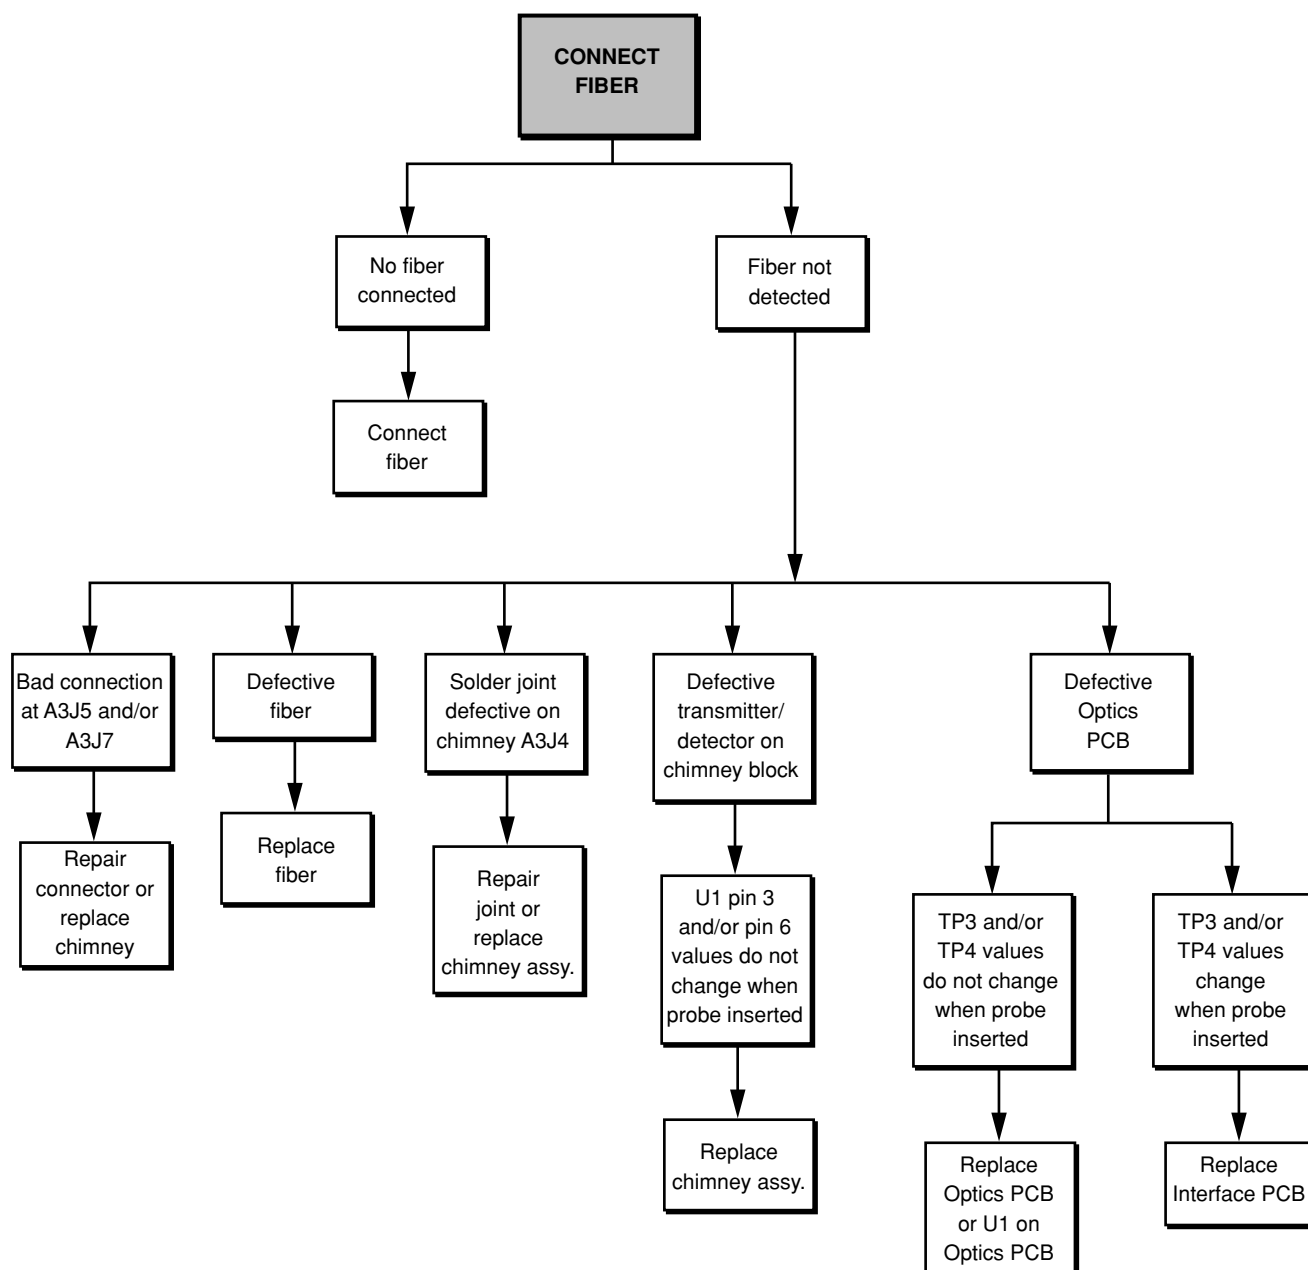 CONNECT
FIBER
No fiber
connected
Fiber not
detected
Connect
fiber
Bad connection
at A3J5 and/or
A3J7
Defective
fiber
Solder joint
defective on
chimney A3J4
Defective
transmitter/
detector on
chimney block
Defective
Optics
PCB
Repair
connector or
replace
chimney
Replace
fiber
Repair
joint or
replace
chimney assy.
U1 pin 3
and/or pin 6
values do not
change when
probe inserted
TP3 and/or
TP4 values
do not change
when probe
inserted
TP3 and/or
TP4 values
change
when probe
inserted
Replace
chimney assy.
Replace
Optics PCB
or U1 on
Optics PCB
Replace
Interface PCB